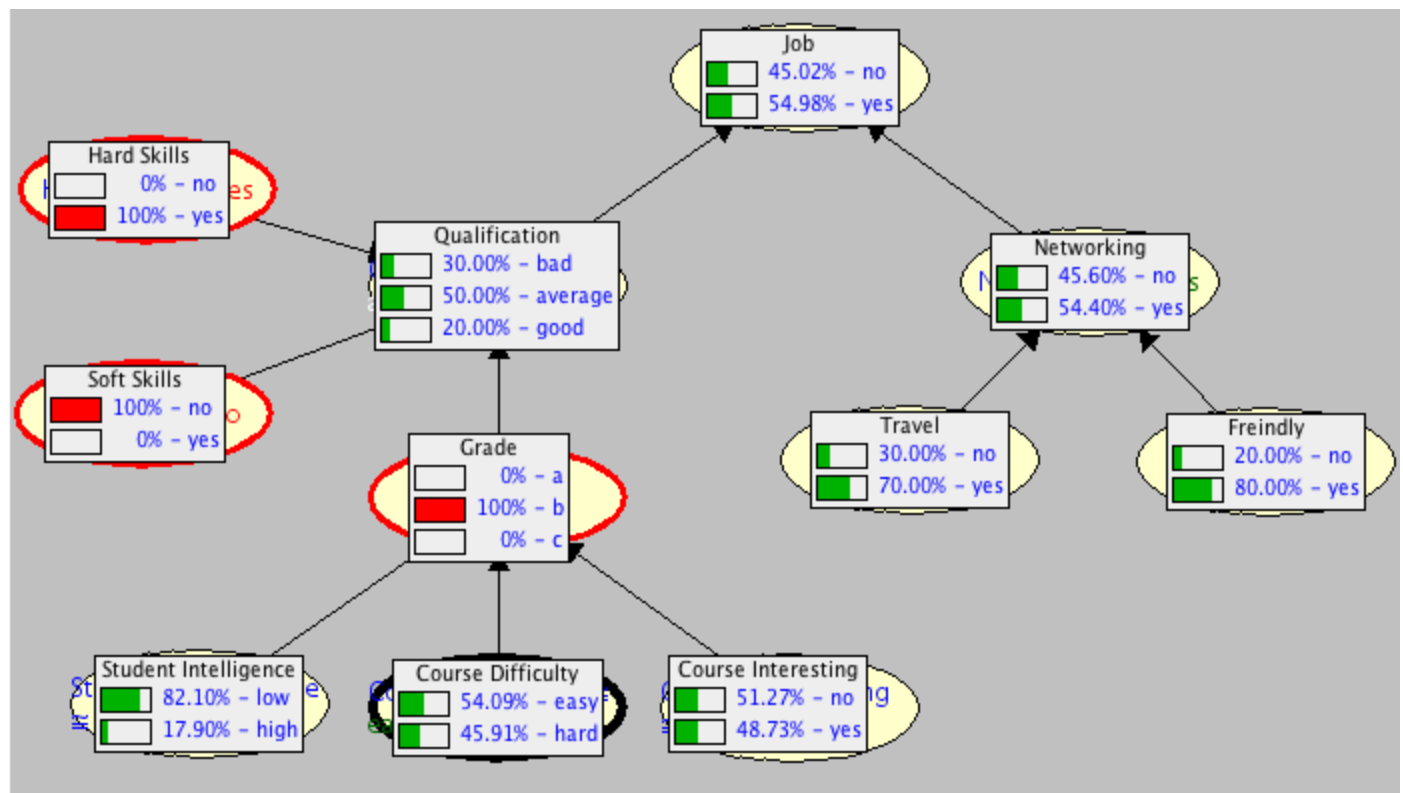 Job
45.02% - no
54.98% - yes
Hard Skills
0% - no
100% - yes
es
Qualification
30.00% - bad
50.00% - average
20.00% - good
Networking
45.60% - no
54.40% - yes
N
s
Soft Skills
100% - no
0% - yes
o
Grade
0% - a
100% - b
0% - c
Travel
30.00% - no
70.00% - yes
Freindly
20.00% - no
80.00% - yes
Student Intelligence
82.10% - low
17.90% - high
St
e
Course Difficulty
54.09% - easy
45.91% - hard
Course Interesting
51.27% - no
48.73% - yes
ng